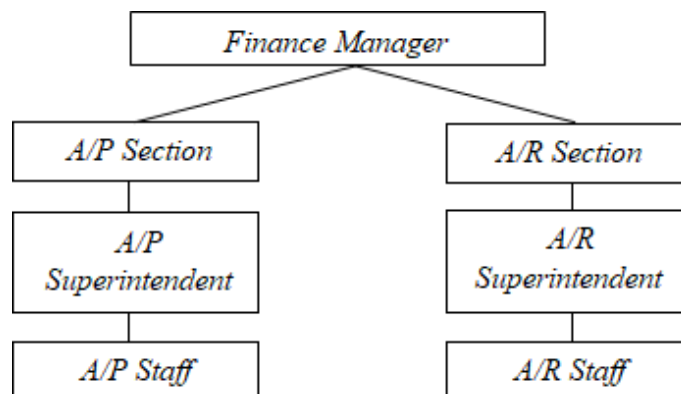 Finance Manager
A/P Section
A/R Section
A/P
Superintendent
A/R
Superintendent
A/P Staff
A/R Staff